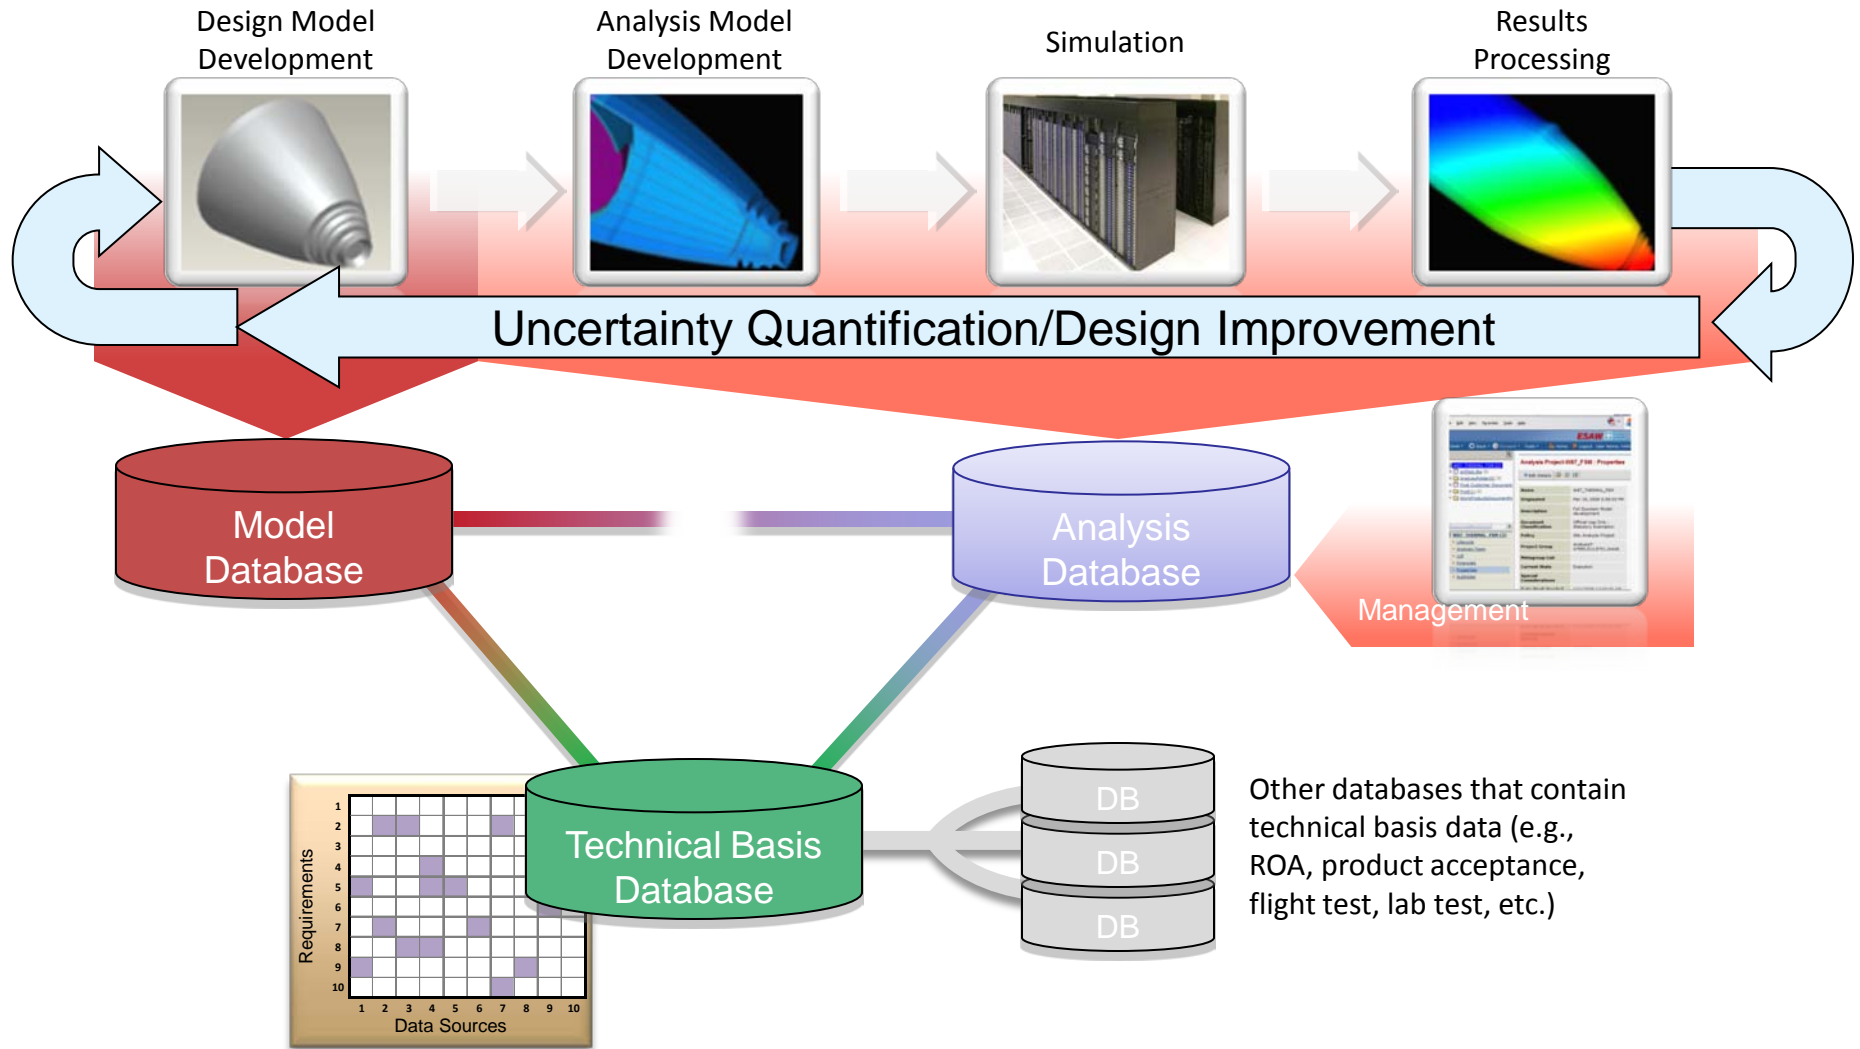 Design Model
Development
Analysis Model
Development
Simulation
Results
Processing
Uncertainty Quantification/Design Improvement
Model
Database
Analysis
Database
ESAW
Management
Technical Basis
Database
DB
DB
DB
Other databases that contain
technical basis data (e.g.,
ROA, product acceptance,
flight test, lab test, etc.)
Requirements
1
2
3
4
5
6
7
8
9
10
1 2 3 4 5 6 7 8 9 10
Data Sources